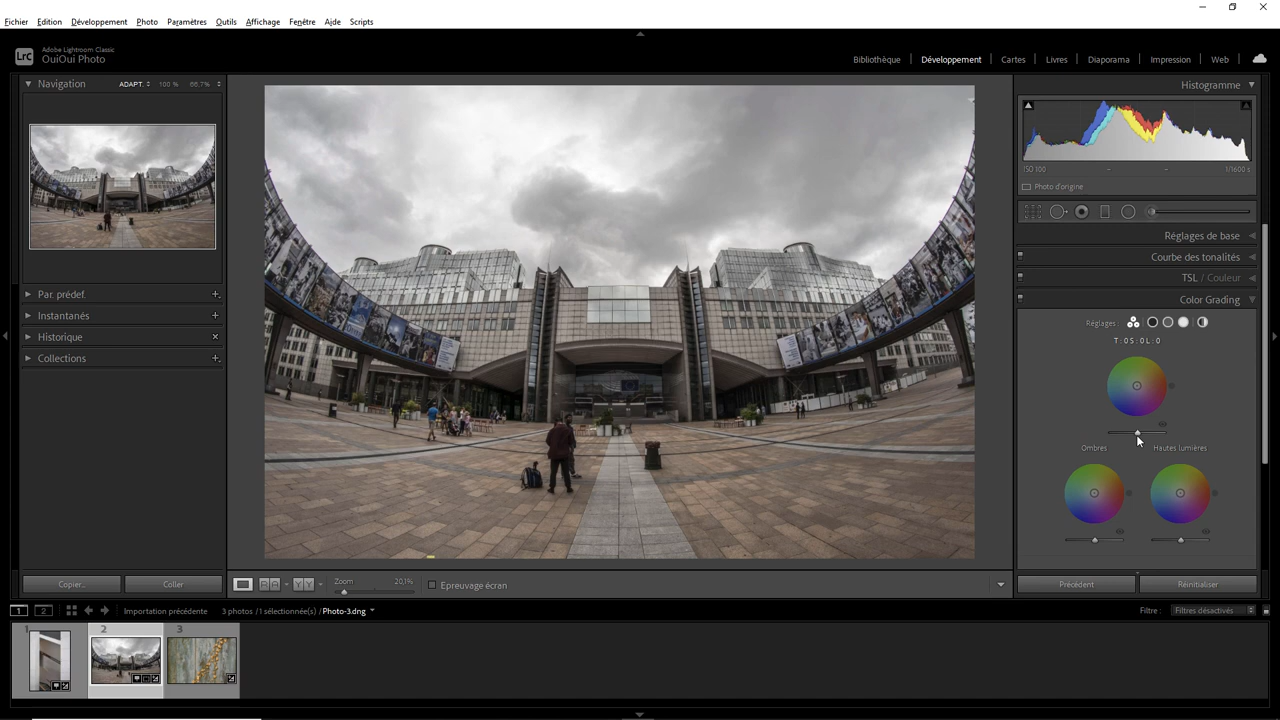 Fichier Edition Développement Photo Paramètres Outils Affichage Fenêtre Aide Scripts
Lrc Adobe Lightroom Classic
OuiOui Photo
Bibliothèque Développement Cartes Livres Diaporama Impression Web
Navigation ADAPT. 100 % 66.7%
Histogramme
ISO 100 – – 1/1600 s
Photo d'origine
Réglages de base
Courbe des tonalités
TSL / Couleur
Color Grading
Réglages :
T : 0 S : 0 L : 0
Ombres Hautes lumières
Par. prédef.
Instantanés
Historique
Collections
Copier... Coller
Zoom 20,1%
Epreuvage écran
Précédent Réinitialiser
1 2 Importation précédente 3 photos / 1 sélectionnée(s) / Photo-3.dng Filtre : Filtres désactivés
1 2 3